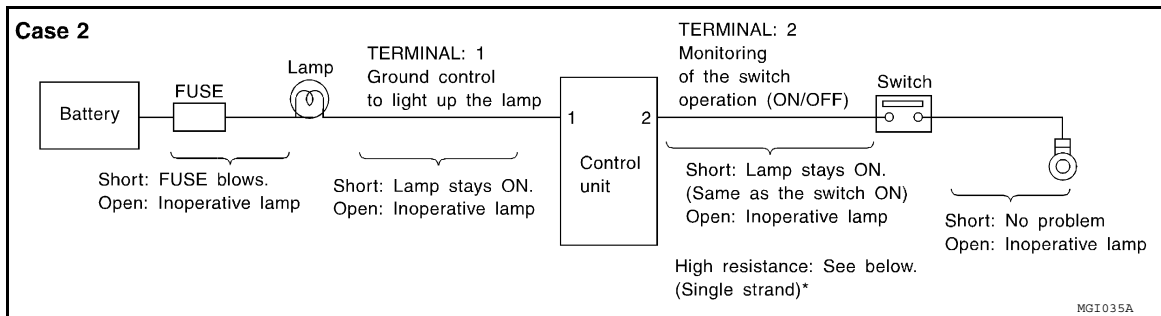 Case 2
Battery
FUSE
Lamp
TERMINAL: 1
Ground control
to light up the lamp
1
2
Control
unit
TERMINAL: 2
Monitoring
of the switch
operation (ON/OFF)
Switch
Short: FUSE blows.
Open: Inoperative lamp
Short: Lamp stays ON.
Open: Inoperative lamp
Short: Lamp stays ON.
(Same as the switch ON)
Open: Inoperative lamp
High resistance: See below.
(Single strand)*
Short: No problem
Open: Inoperative lamp
MGI035A